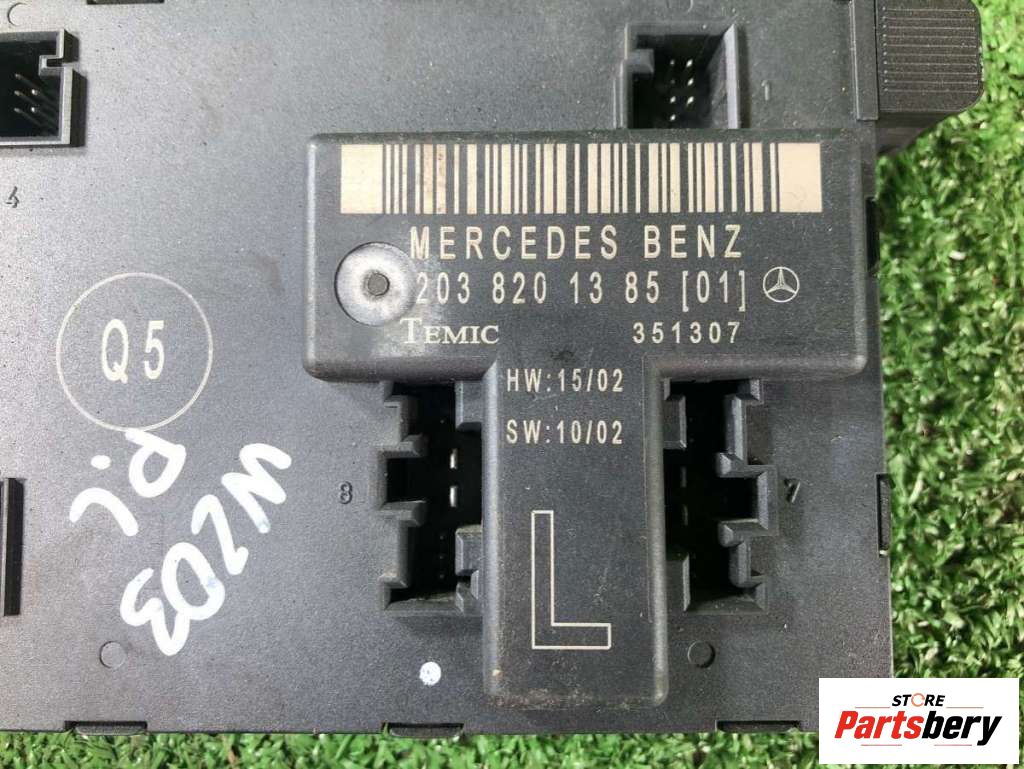 MERCEDES BENZ
203 820 13 85 [01]
TEMIC 351307
HW:15/02
SW:10/02
L
Q5
4
8
7
1
W203
P.L
STORE
Partsbery